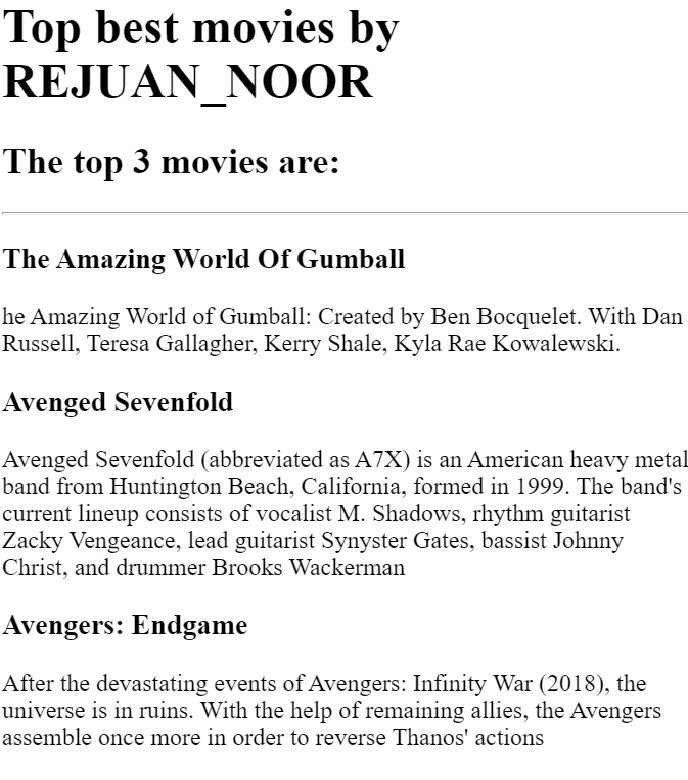 Top best movies by
REJUAN_NOOR
The top 3 movies are:
The Amazing World Of Gumball
he Amazing World of Gumball: Created by Ben Bocquelet. With Dan
Russell, Teresa Gallagher, Kerry Shale, Kyla Rae Kowalewski.
Avenged Sevenfold
Avenged Sevenfold (abbreviated as A7X) is an American heavy metal
band from Huntington Beach, California, formed in 1999. The band's
current lineup consists of vocalist M. Shadows, rhythm guitarist
Zacky Vengeance, lead guitarist Synyster Gates, bassist Johnny
Christ, and drummer Brooks Wackerman
Avengers: Endgame
After the devastating events of Avengers: Infinity War (2018), the
universe is in ruins. With the help of remaining allies, the Avengers
assemble once more in order to reverse Thanos' actions